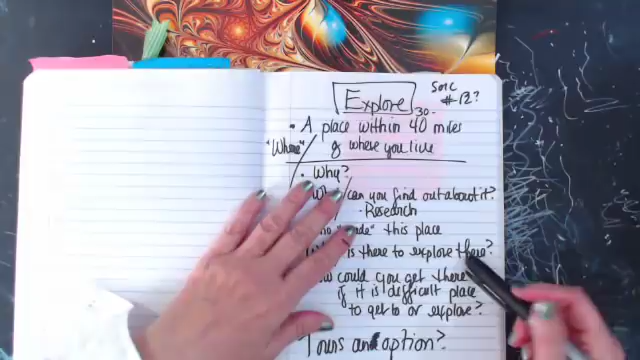 Explore
SOLC
#12?
30-
• A place within 40 miles
"Where"
of where you live
• Why?
can you find out about it?
- Research
this place
is there to explore there?
could you get there
if it is difficult place
to get to or explore?
Tours an option?